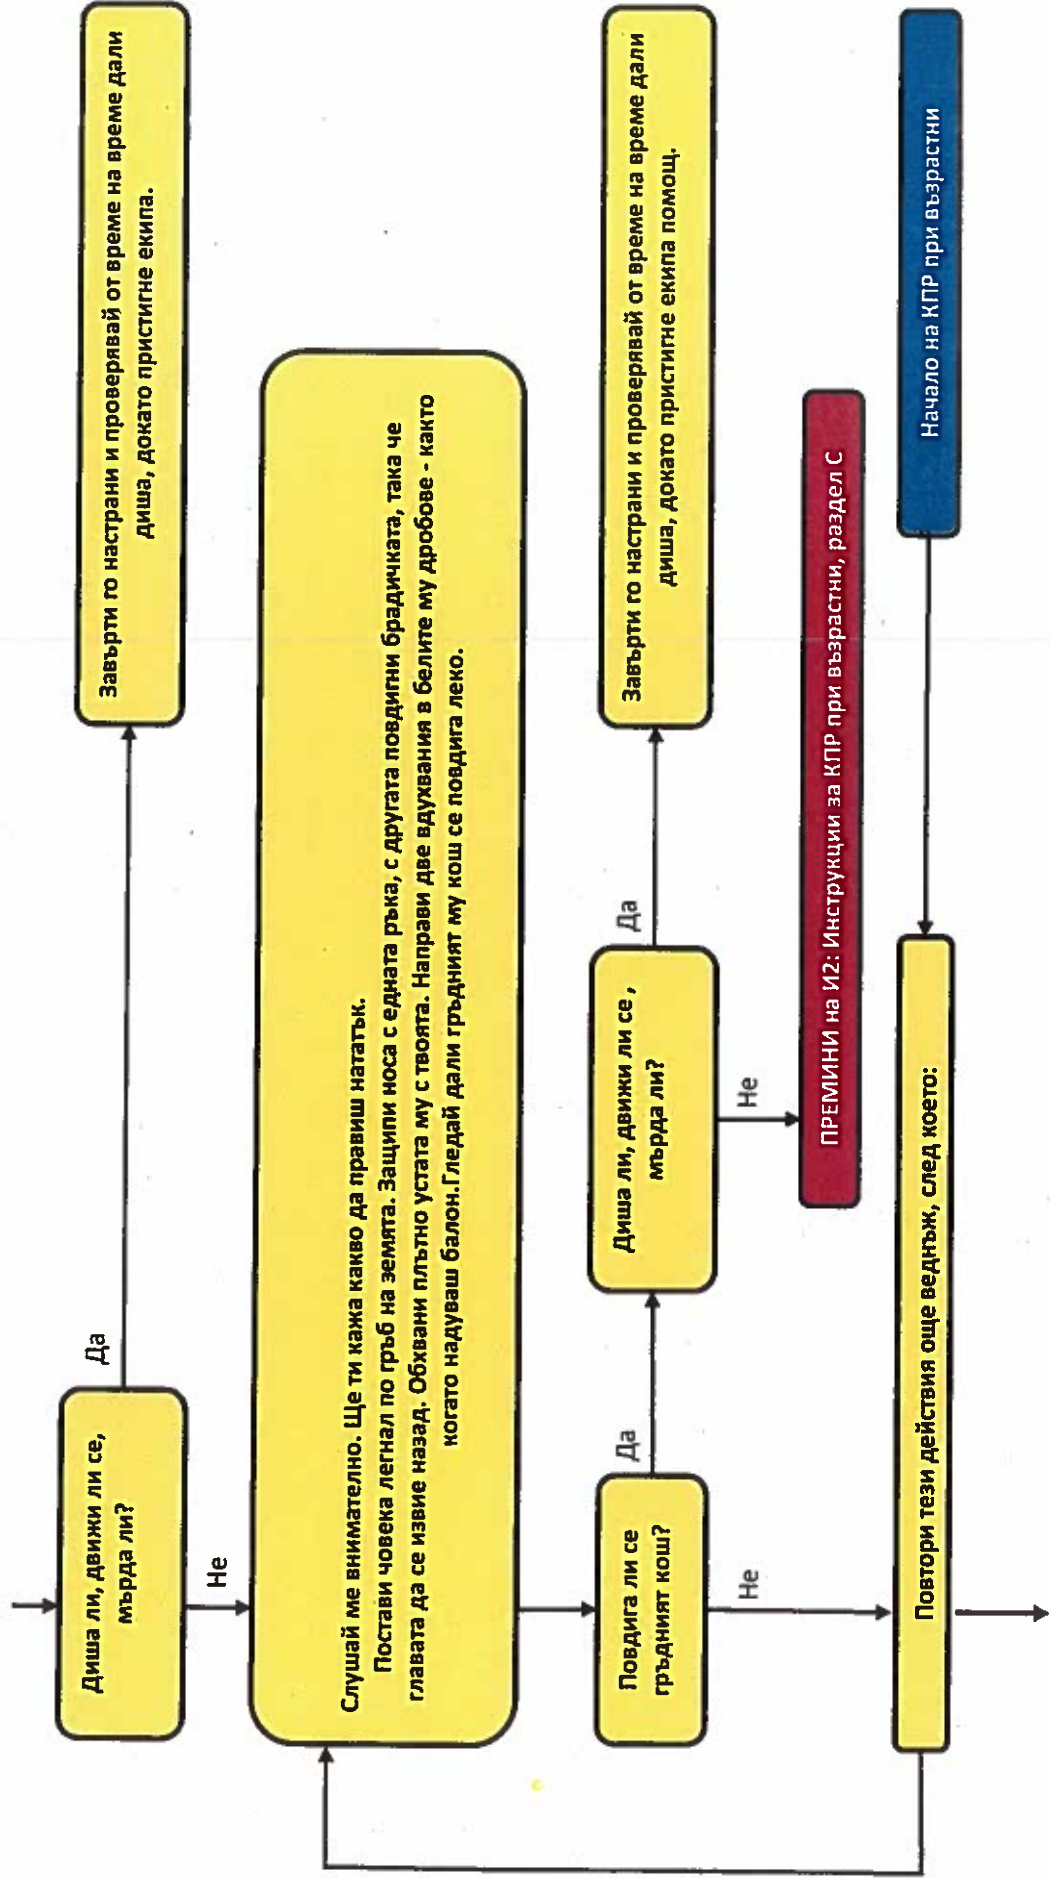 Диша ли, движи ли се,
мърда ли?
Да
Завърти го настрани и проверявай от време на време дали
диша, докато пристигне екипа.
Не
Слушай ме внимателно. Ще ти кажа какво да правиш нататък.
Постави човека легнал по гръб на земята. Защипи носа с едната ръка, с другата повдигни брадичката, така че
главата да се извие назад. Обхвани плътно устата му с твоята. Направи две вдухвания в белите му дробове - както
когато надуваш балон.Гледай дали гръдният му кош се повдига леко.
Повдига ли се
гръдният кош?
Да
Диша ли, движи ли се ,
мърда ли?
Да
Завърти го настрани и проверявай от време на време дали
диша, докато пристигне екипа помощ.
Не
Не
ПРЕМИНИ на И2: Инструкции за КПР при възрастни, раздел С
Повтори тези действия още веднъж, след което:
Начало на КПР при възрастни